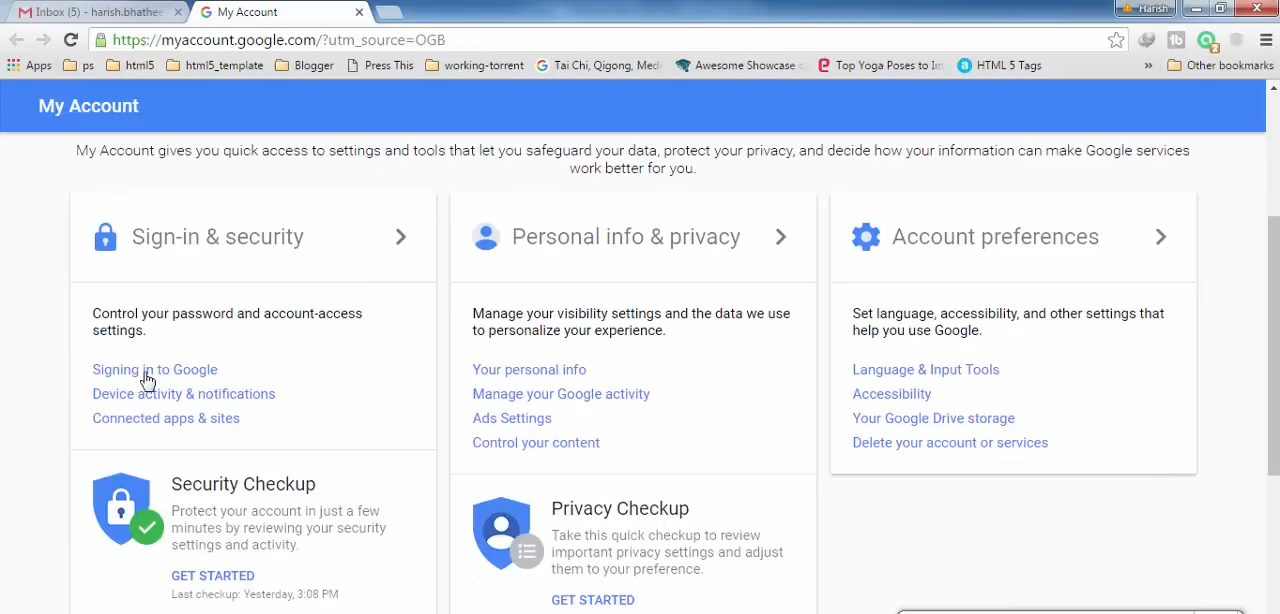 Inbox (5) - harish.bhathee
My Account
Harish
https://myaccount.google.com/?utm_source=OGB
Apps
ps
html5
html5_template
Blogger
Press This
working-torrent
Tai Chi, Qigong, Med
Awesome Showcase
Top Yoga Poses to Im
HTML 5 Tags
»
Other bookmarks
My Account
My Account gives you quick access to settings and tools that let you safeguard your data, protect your privacy, and decide how your information can make Google services
work better for you.
Sign-in & security
Control your password and account-access
settings.
Signing in to Google
Device activity & notifications
Connected apps & sites
Security Checkup
Protect your account in just a few
minutes by reviewing your security
settings and activity.
GET STARTED
Last checkup: Yesterday, 3:08 PM
Personal info & privacy
Manage your visibility settings and the data we use
to personalize your experience.
Your personal info
Manage your Google activity
Ads Settings
Control your content
Privacy Checkup
Take this quick checkup to review
important privacy settings and adjust
them to your preference.
GET STARTED
Account preferences
Set language, accessibility, and other settings that
help you use Google.
Language & Input Tools
Accessibility
Your Google Drive storage
Delete your account or services